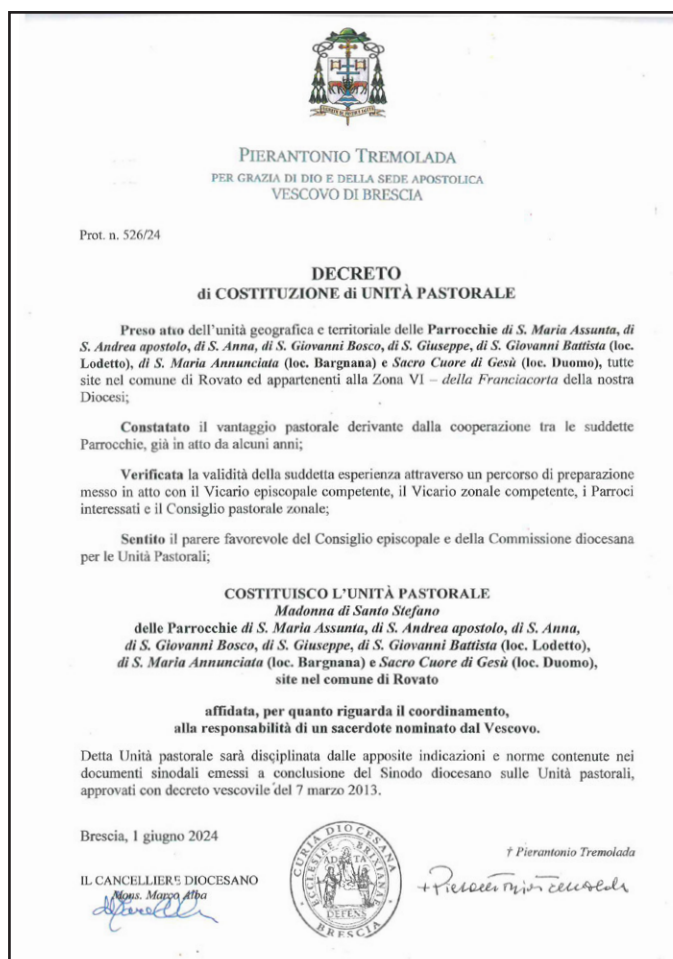 PIERANTONIO TREMOLADA
PER GRAZIA DI DIO E DELLA SEDE APOSTOLICA
VESCOVO DI BRESCIA
Prot. n. 526/24
DECRETO
di COSTITUZIONE di UNITÀ PASTORALE
Preso atto dell'unità geografica e territoriale delle Parrocchie di S. Maria Assunta, di
S. Andrea apostolo, di S. Anna, di S. Giovanni Bosco, di S. Giuseppe, di S. Giovanni Battista (loc.
Lodetto), di S. Maria Annunciata (loc. Bargnana) e Sacro Cuore di Gesù (loc. Duomo), tutte
site nel comune di Rovato ed appartenenti alla Zona VI – della Franciacorta della nostra
Diocesi;
Constatato il vantaggio pastorale derivante dalla cooperazione tra le suddette
Parrocchie, già in atto da alcuni anni;
Verificata la validità della suddetta esperienza attraverso un percorso di preparazione
messo in atto con il Vicario episcopale competente, il Vicario zonale competente, i Parroci
interessati e il Consiglio pastorale zonale;
Sentito il parere favorevole del Consiglio episcopale e della Commissione diocesana
per le Unità Pastorali;
COSTITUISCO L'UNITÀ PASTORALE
Madonna di Santo Stefano
delle Parrocchie di S. Maria Assunta, di S. Andrea apostolo, di S. Anna,
di S. Giovanni Bosco, di S. Giuseppe, di S. Giovanni Battista (loc. Lodetto),
di S. Maria Annunciata (loc. Bargnana) e Sacro Cuore di Gesù (loc. Duomo),
site nel comune di Rovato
affidata, per quanto riguarda il coordinamento,
alla responsabilità di un sacerdote nominato dal Vescovo.
Detta Unità pastorale sarà disciplinata dalle apposite indicazioni e norme contenute nei
documenti sinodali emessi a conclusione del Sinodo diocesano sulle Unità pastorali,
approvati con decreto vescovile del 7 marzo 2013.
Brescia, 1 giugno 2024
† Pierantonio Tremolada
IL CANCELLIERE DIOCESANO
Mons. Marco Alba
CURIA DIOCESANA
BRESCIA
ECCLESIAE BRIXIANAE
DEFENS
+ Pierantonio Tremolada